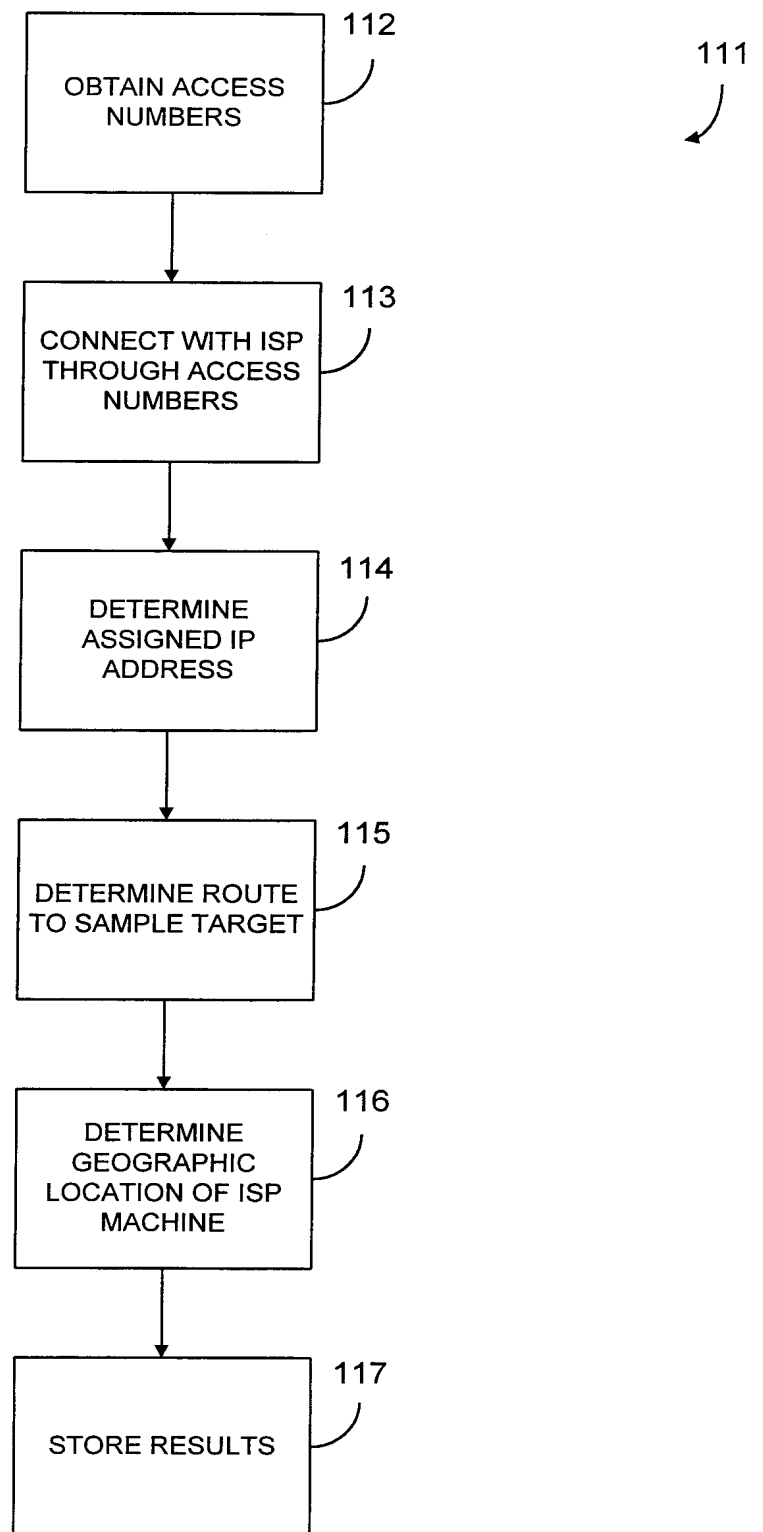 112
111
OBTAIN ACCESS
NUMBERS
113
CONNECT WITH ISP
THROUGH ACCESS
NUMBERS
114
DETERMINE
ASSIGNED IP
ADDRESS
115
DETERMINE ROUTE
TO SAMPLE TARGET
116
DETERMINE
GEOGRAPHIC
LOCATION OF ISP
MACHINE
117
STORE RESULTS